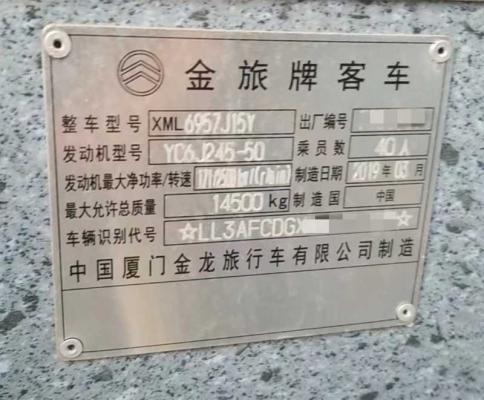 金旅牌客车
整车型号 XML6957J15Y 出厂编号
发动机型号 YC6J245-50 乘员数 40人
发动机最大净功率/转速 171/2500kw/(r/min) 制造日期 2019年03月
最大允许总质量 14500kg 制造国 中国
车辆识别代号 ☆LL3AFCDGX ☆
中国厦门金龙旅行车有限公司制造